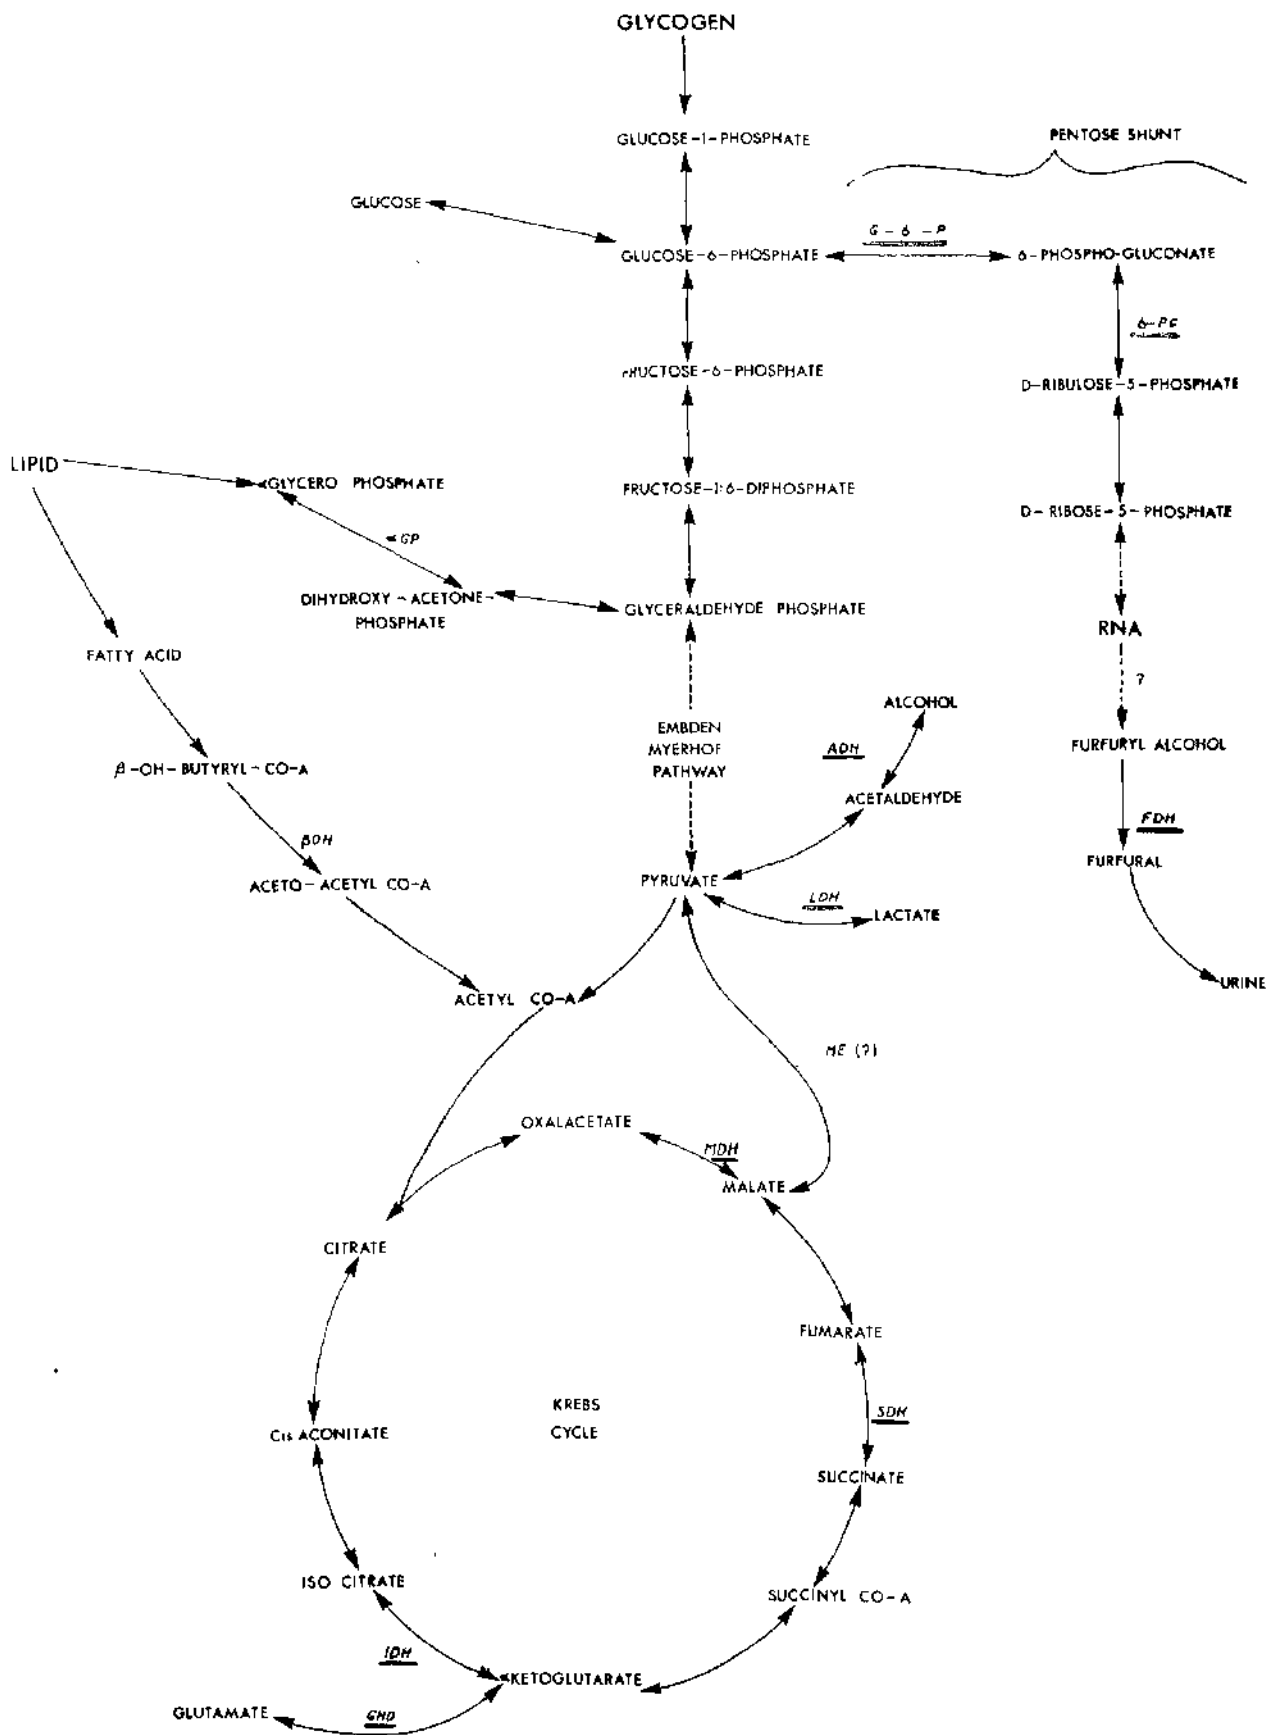 GLYCOGEN
GLUCOSE-1-PHOSPHATE
PENTOSE SHUNT
GLUCOSE
G-6-P
GLUCOSE-6-PHOSPHATE
6-PHOSPHO-GLUCONATE
6-PG
FRUCTOSE-6-PHOSPHATE
D-RIBULOSE-5-PHOSPHATE
LIPID
∝GLYCERO PHOSPHATE
FRUCTOSE-1:6-DIPHOSPHATE
D-RIBOSE-5-PHOSPHATE
∝GP
DIHYDROXY-ACETONE-
PHOSPHATE
GLYCERALDEHYDE PHOSPHATE
RNA
FATTY ACID
?
ALCOHOL
EMBDEN
MYERHOF
PATHWAY
ADH
FURFURYL ALCOHOL
β-OH-BUTYRYL-CO-A
ACETALDEHYDE
FDH
βDH
FURFURAL
ACETO-ACETYL CO-A
PYRUVATE
LDH
LACTATE
URINE
ACETYL CO-A
ME (?)
OXALACETATE
MDH
MALATE
CITRATE
FUMARATE
KREBS
CYCLE
SDH
Cis ACONITATE
SUCCINATE
ISO CITRATE
SUCCINYL CO-A
IDH
∝KETOGLUTARATE
GLUTAMATE
GHD